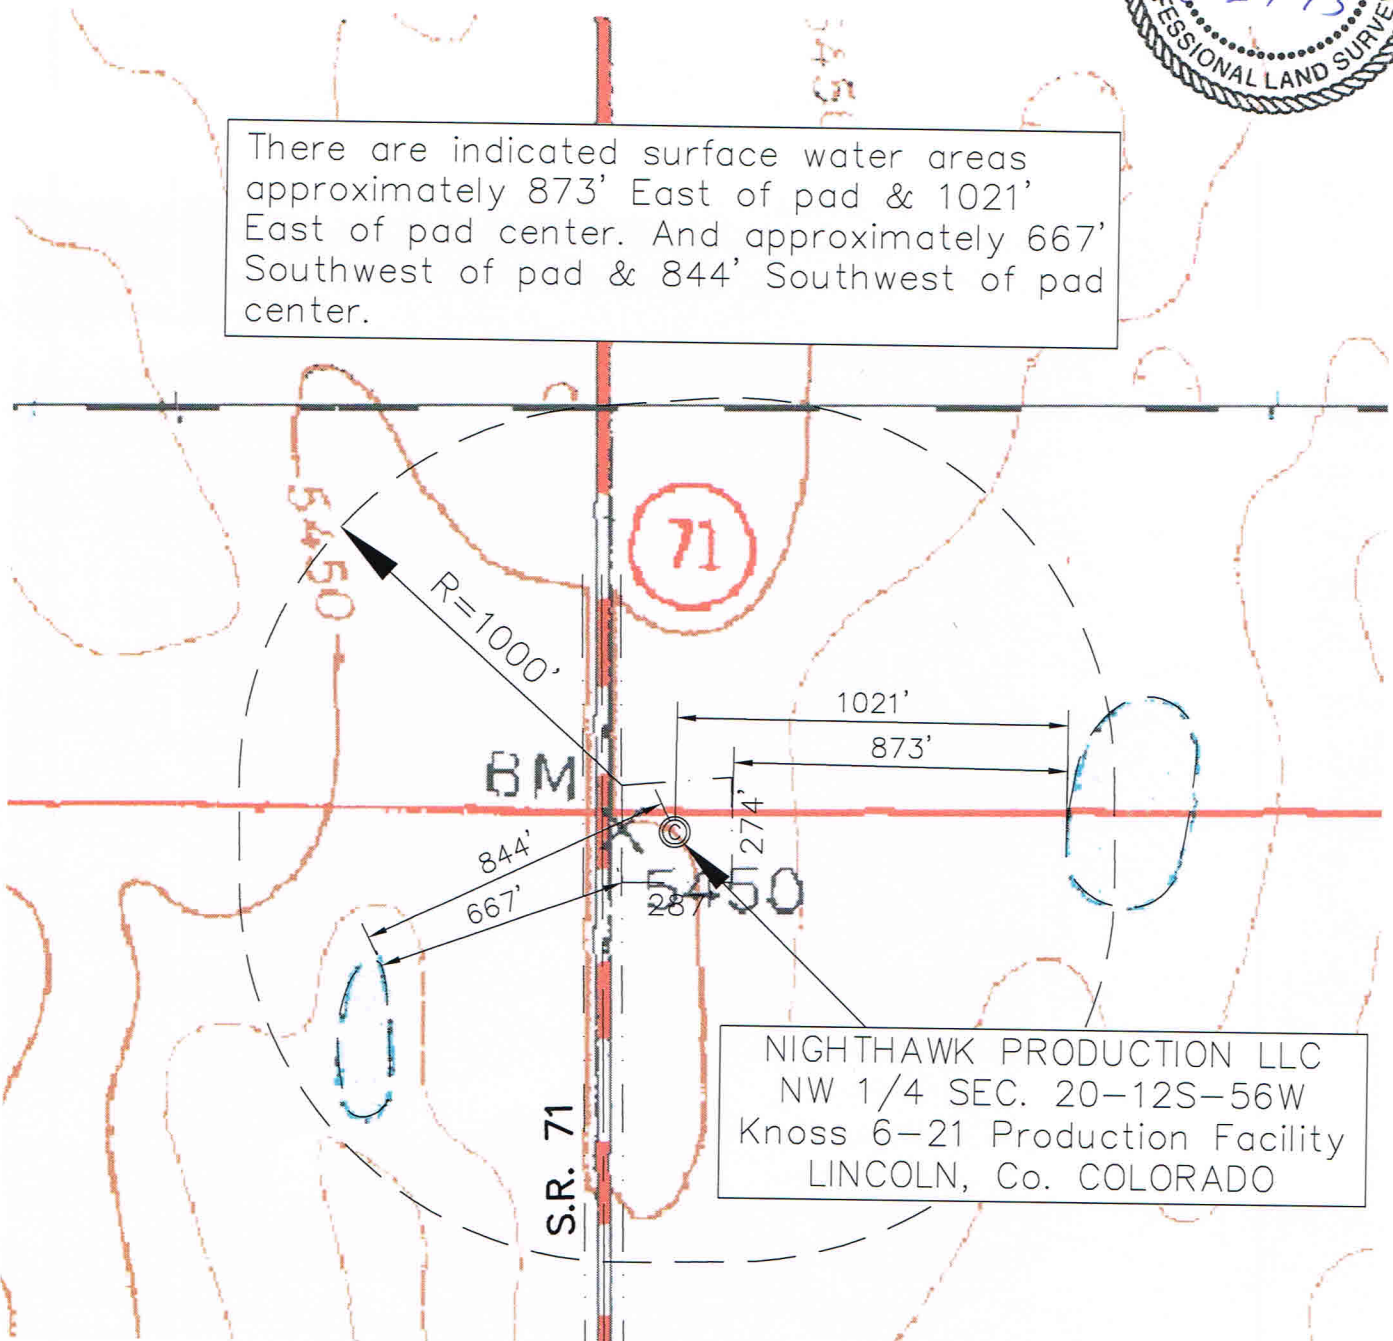 FESSIONAL LAND SURVE
There are indicated surface water areas
approximately 873' East of pad & 1021'
East of pad center. And approximately 667'
Southwest of pad & 844' Southwest of pad
center.
5450
71
R=1000'
1021'
873'
BM
274'
844'
667'
5450
287'
©
NIGHTHAWK PRODUCTION LLC
NW 1/4 SEC. 20-12S-56W
Knoss 6-21 Production Facility
LINCOLN, Co. COLORADO
S.R. 71